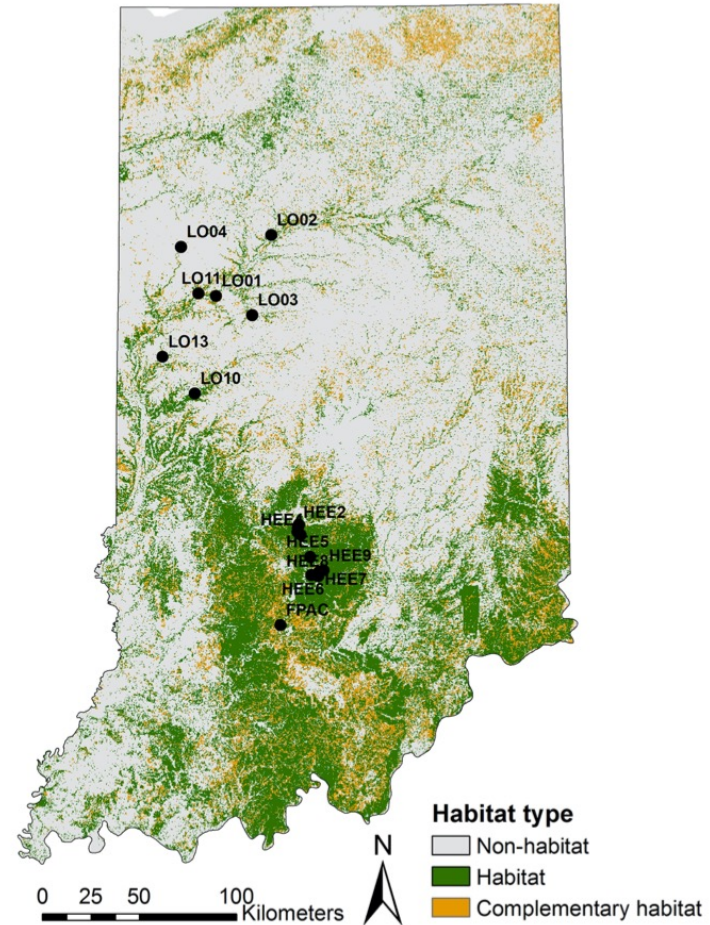 LO02
LO04
LO11 LO01
LO03
LO13
LO10
HEE2
HEE5
HEE9
HEE8
HEE7
HEE6
FPAC
Habitat type
Non-habitat
Habitat
Complementary habitat
N
0 25 50 100
Kilometers